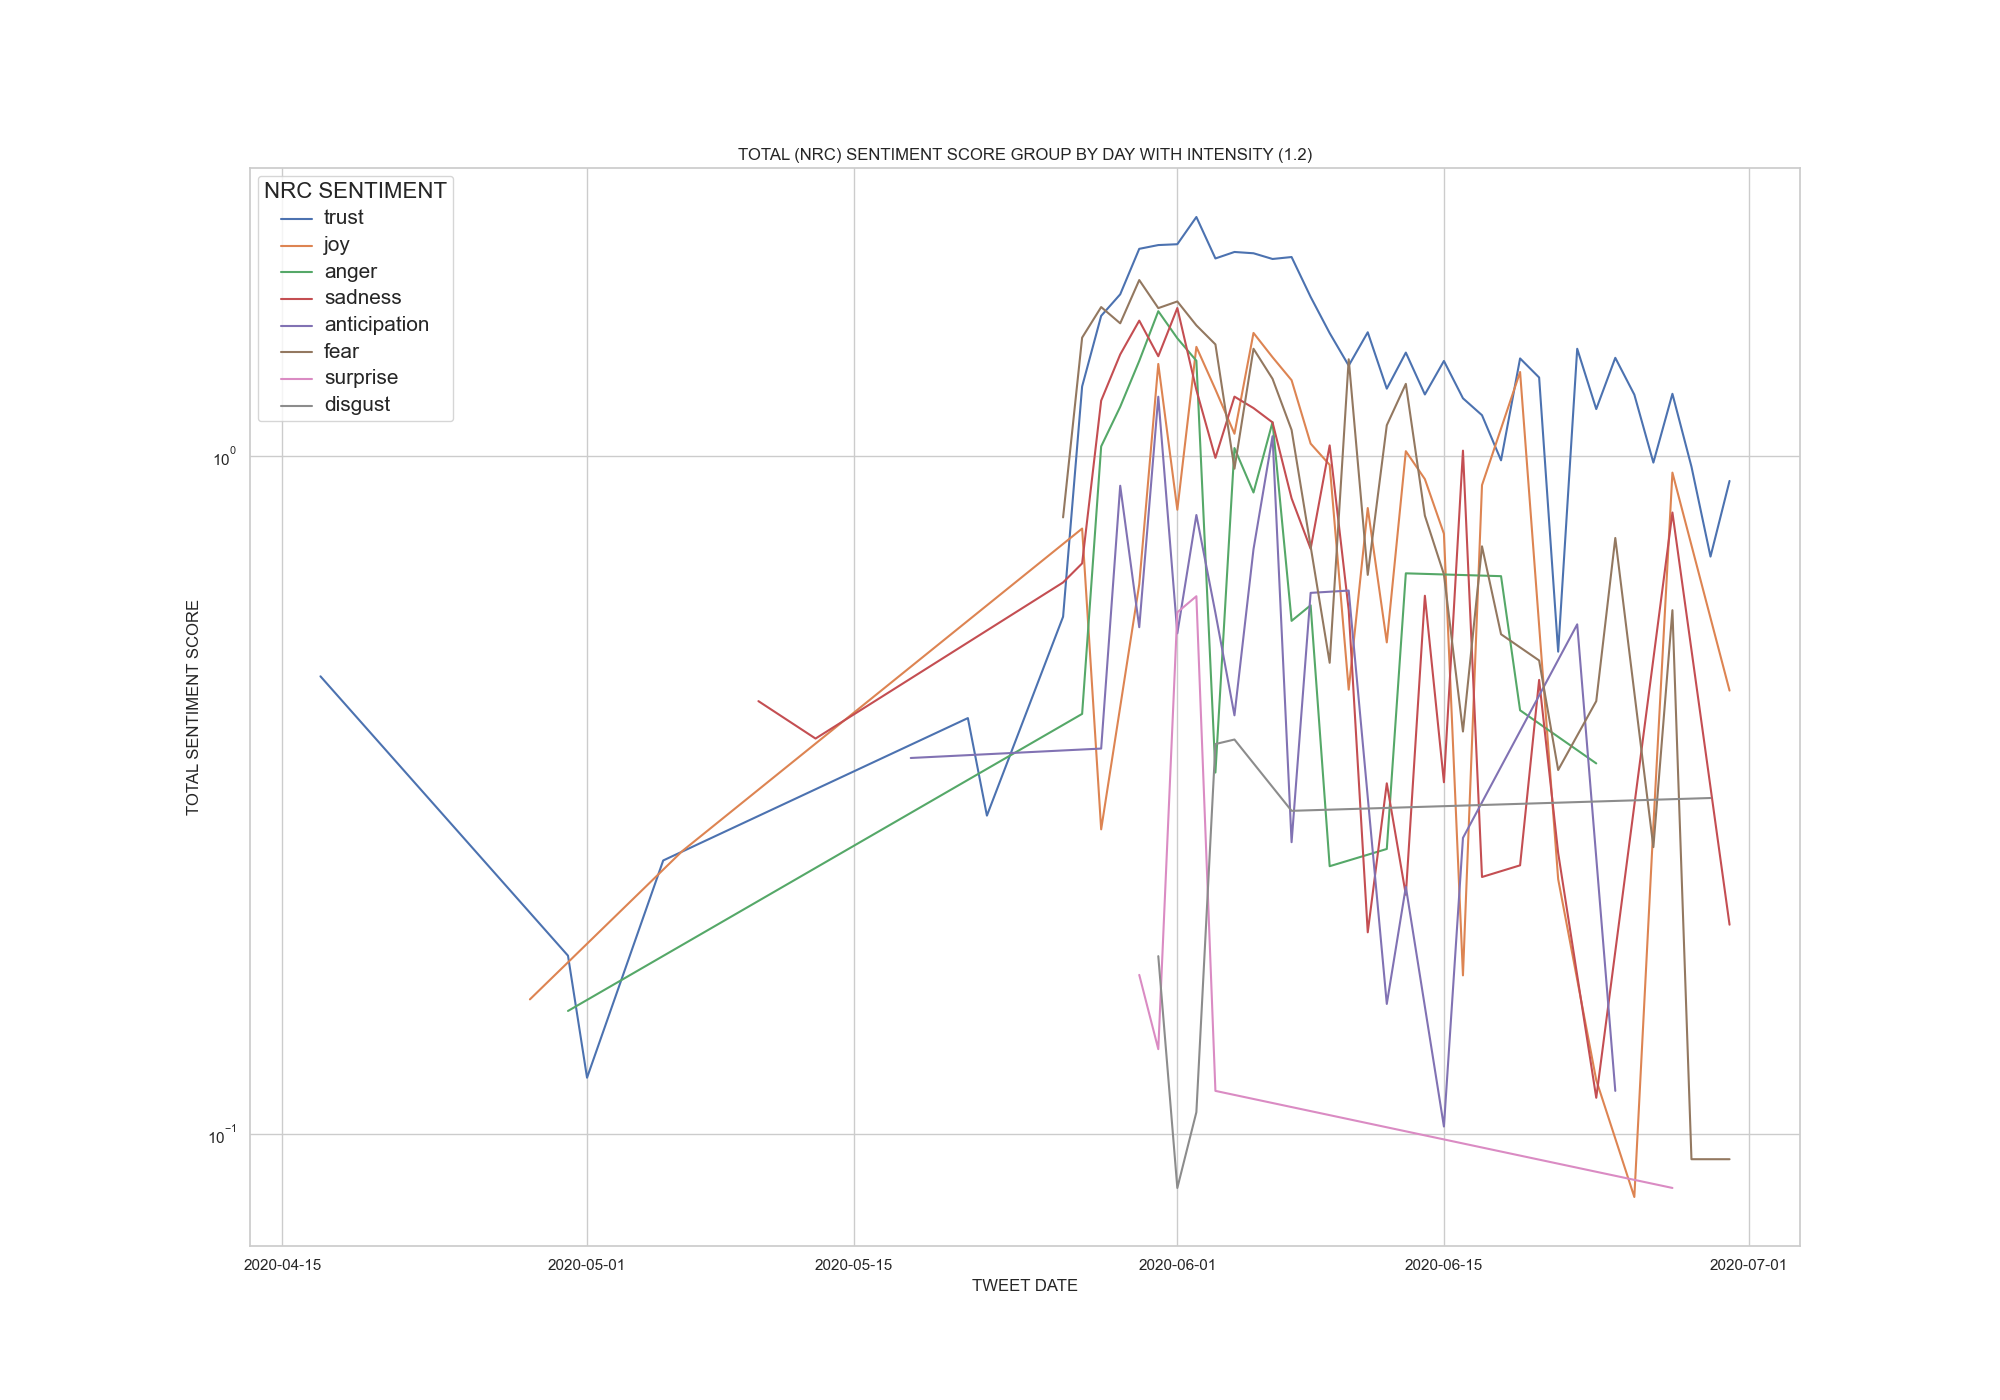 TOTAL (NRC) SENTIMENT SCORE GROUP BY DAY WITH INTENSITY (1.2)
NRC SENTIMENT
trust
joy
anger
sadness
anticipation
fear
surprise
disgust
TOTAL SENTIMENT SCORE
10⁰
10⁻¹
2020-04-15 2020-05-01 2020-05-15 2020-06-01 2020-06-15 2020-07-01
TWEET DATE